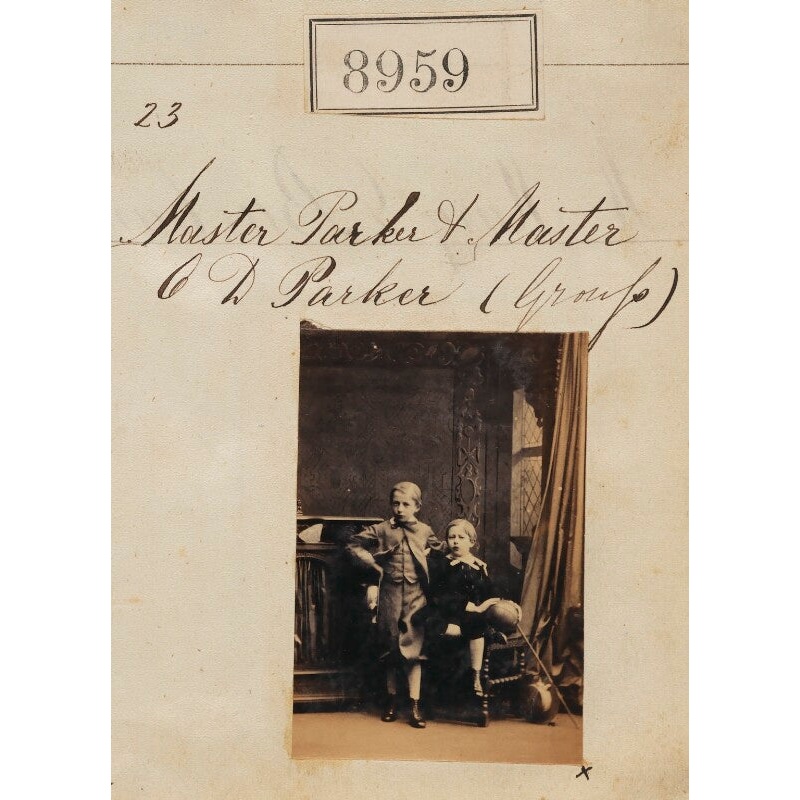 8959
23
Master Parker & Master
C D Parker (Group)
x